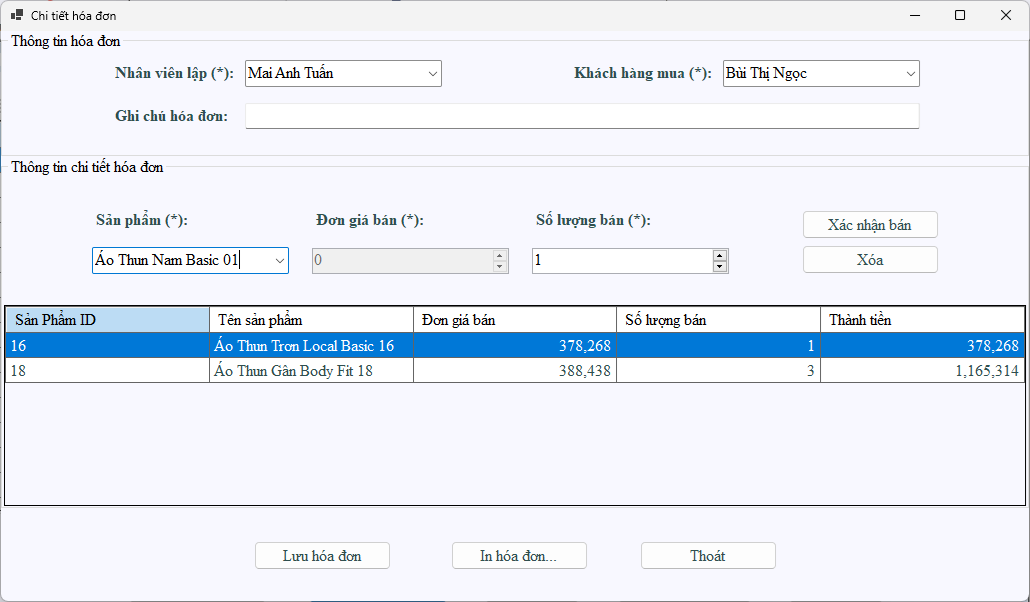 Chi tiết hóa đơn
Thông tin hóa đơn
Nhân viên lập (*): Mai Anh Tuấn Khách hàng mua (*): Bùi Thị Ngọc
Ghi chú hóa đơn:
Thông tin chi tiết hóa đơn
Sản phẩm (*): Đơn giá bán (*): Số lượng bán (*): Xác nhận bán
Áo Thun Nam Basic 01 0 1 Xóa
Sản Phẩm ID Tên sản phẩm Đơn giá bán Số lượng bán Thành tiền
16 Áo Thun Trơn Local Basic 16 378,268 1 378,268
18 Áo Thun Gân Body Fit 18 388,438 3 1,165,314
Lưu hóa đơn In hóa đơn... Thoát